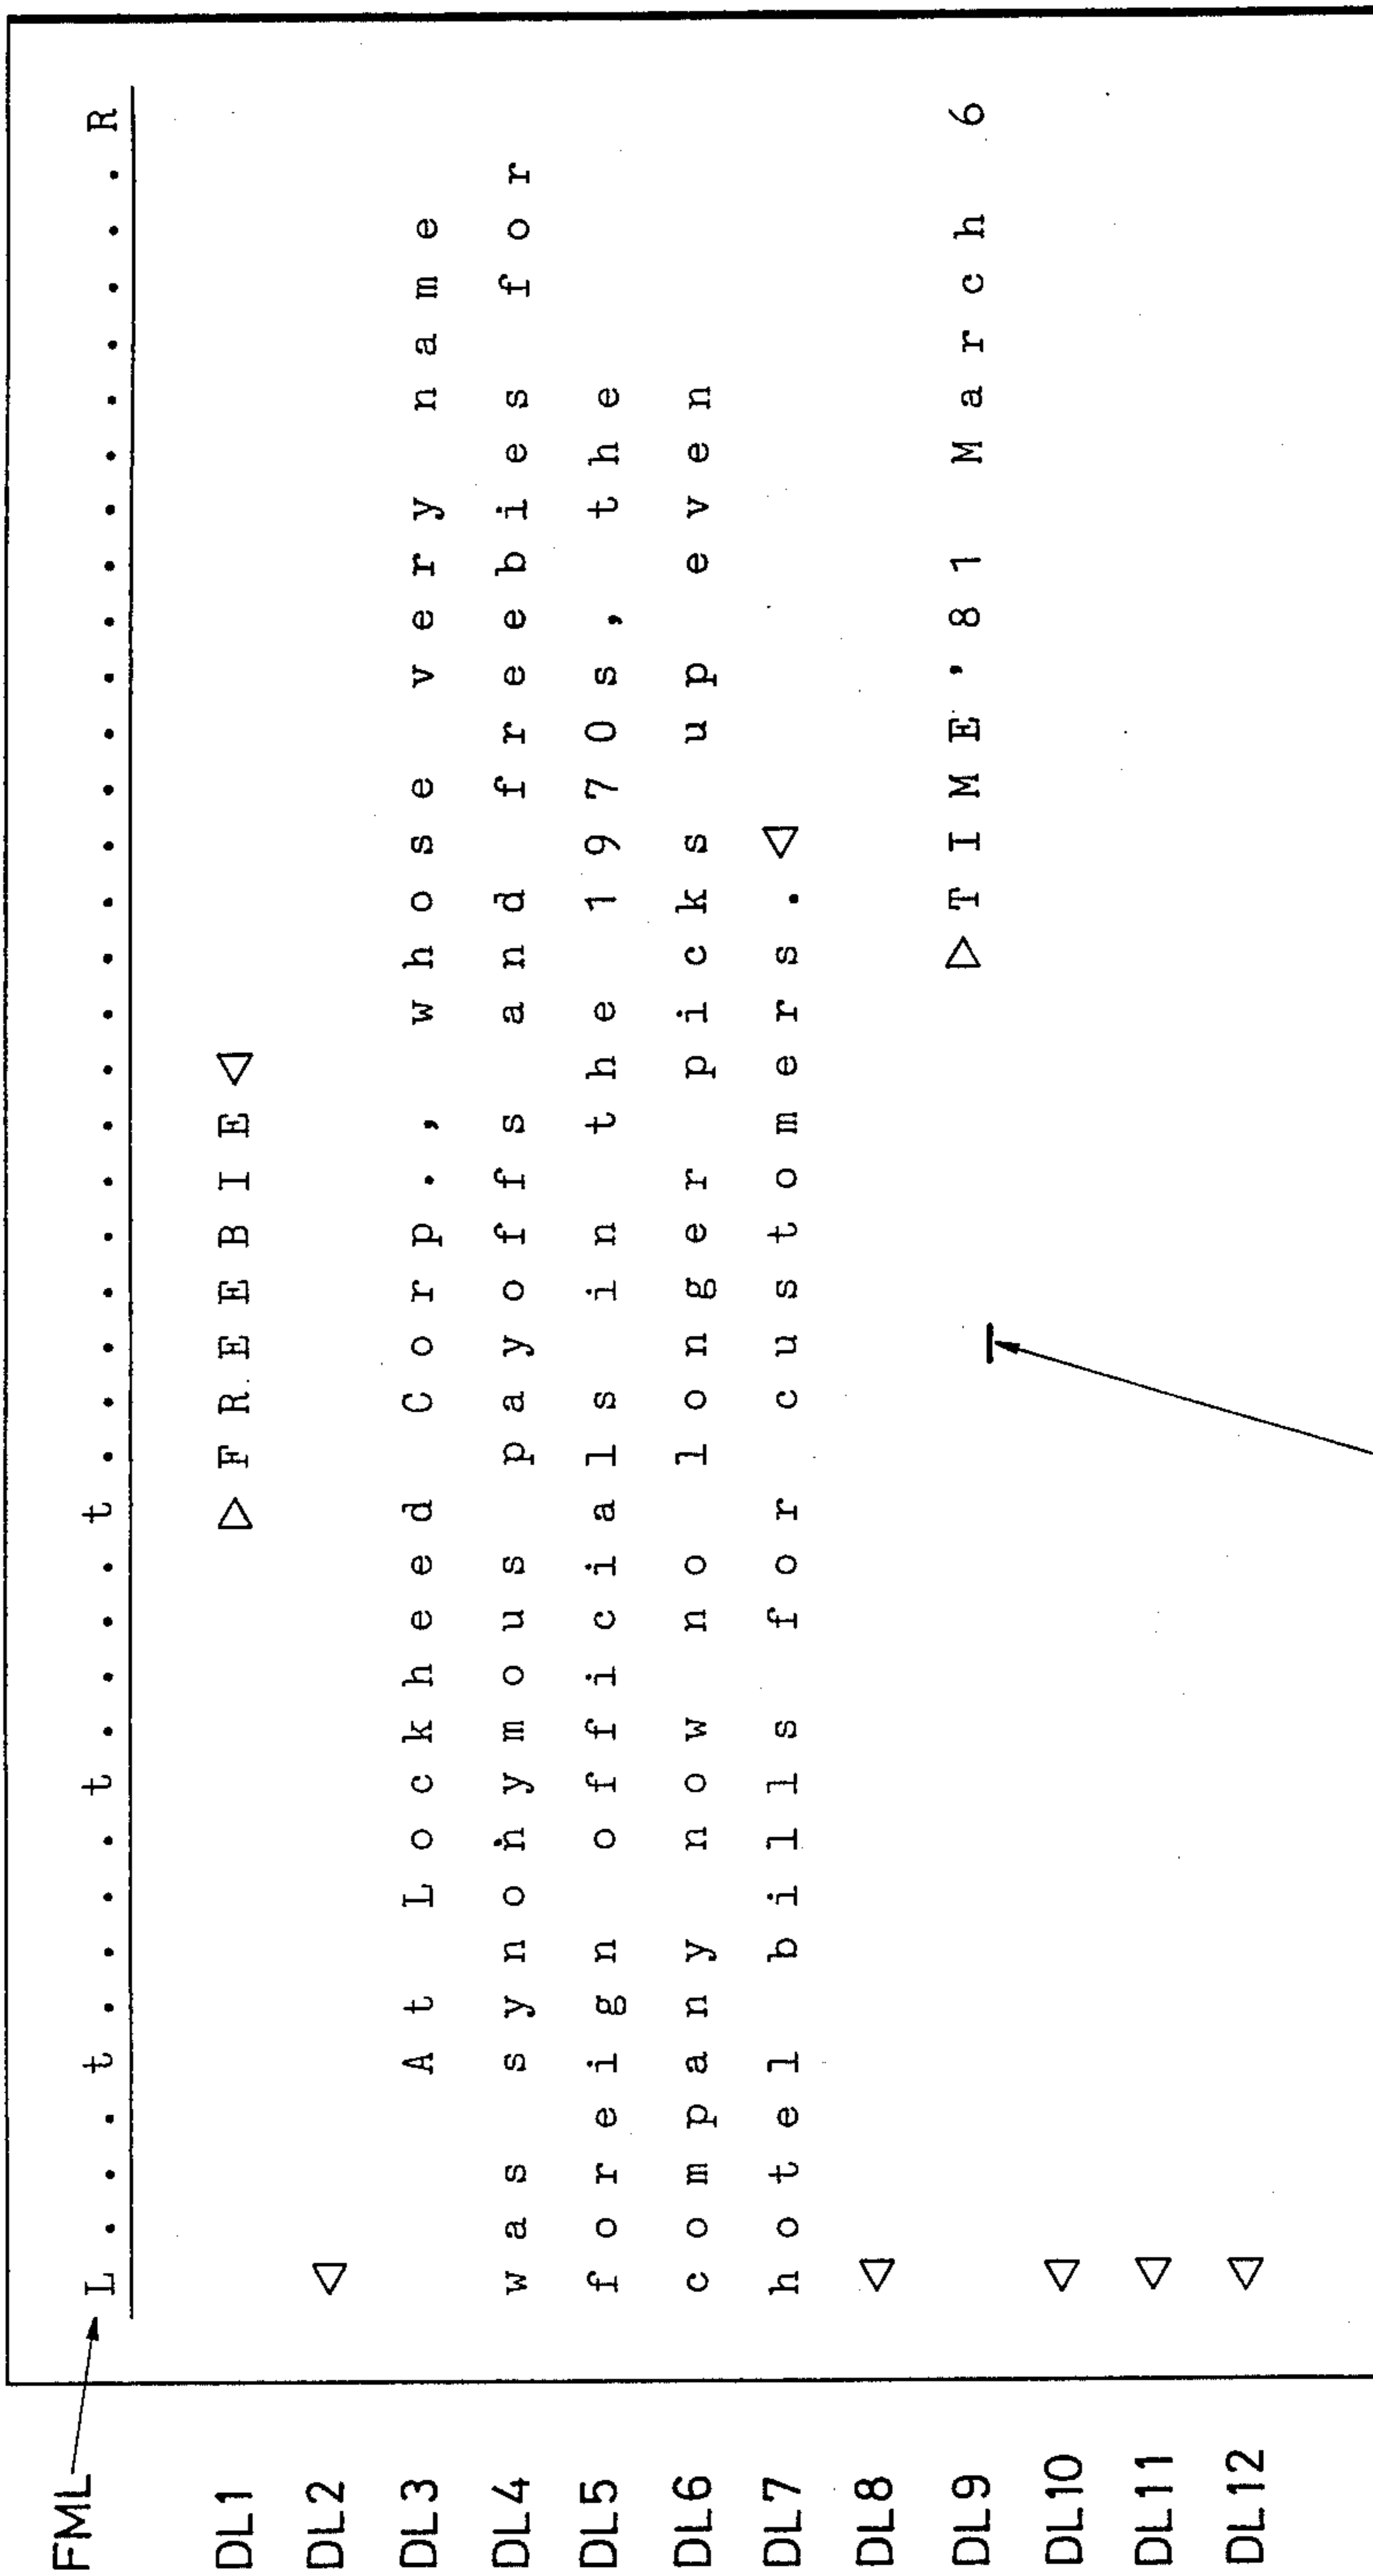 FML L...t....t....t........................R
DL1 ▷FREEBIE◁
DL2 ◁
DL3 At Lockheed Corp., whose very name
DL4 was synonymous payoffs and freebies for
DL5 foreign officials in the 1970s, the
DL6 company now no longer picks up even
DL7 hotel bills for customers.◁
DL8 ◁
DL9 ▷TIME'81 March 6
DL10 ◁
DL11 ◁
DL12 ◁